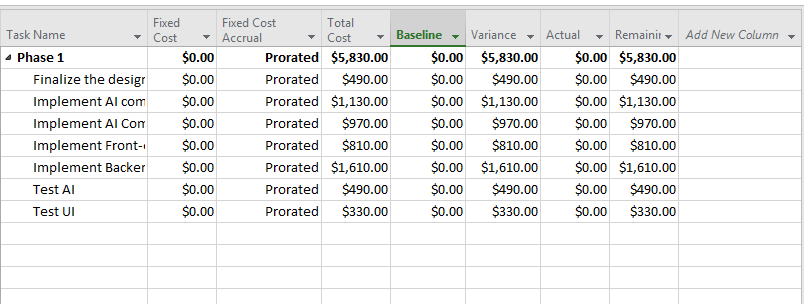 Task Name Fixed Cost Fixed Cost Accrual Total Cost Baseline Variance Actual Remainir Add New Column
Phase 1 $0.00 Prorated $5,830.00 $0.00 $5,830.00 $0.00 $5,830.00
Finalize the design $0.00 Prorated $490.00 $0.00 $490.00 $0.00 $490.00
Implement AI com $0.00 Prorated $1,130.00 $0.00 $1,130.00 $0.00 $1,130.00
Implement AI Com $0.00 Prorated $970.00 $0.00 $970.00 $0.00 $970.00
Implement Front- $0.00 Prorated $810.00 $0.00 $810.00 $0.00 $810.00
Implement Backen $0.00 Prorated $1,610.00 $0.00 $1,610.00 $0.00 $1,610.00
Test AI $0.00 Prorated $490.00 $0.00 $490.00 $0.00 $490.00
Test UI $0.00 Prorated $330.00 $0.00 $330.00 $0.00 $330.00